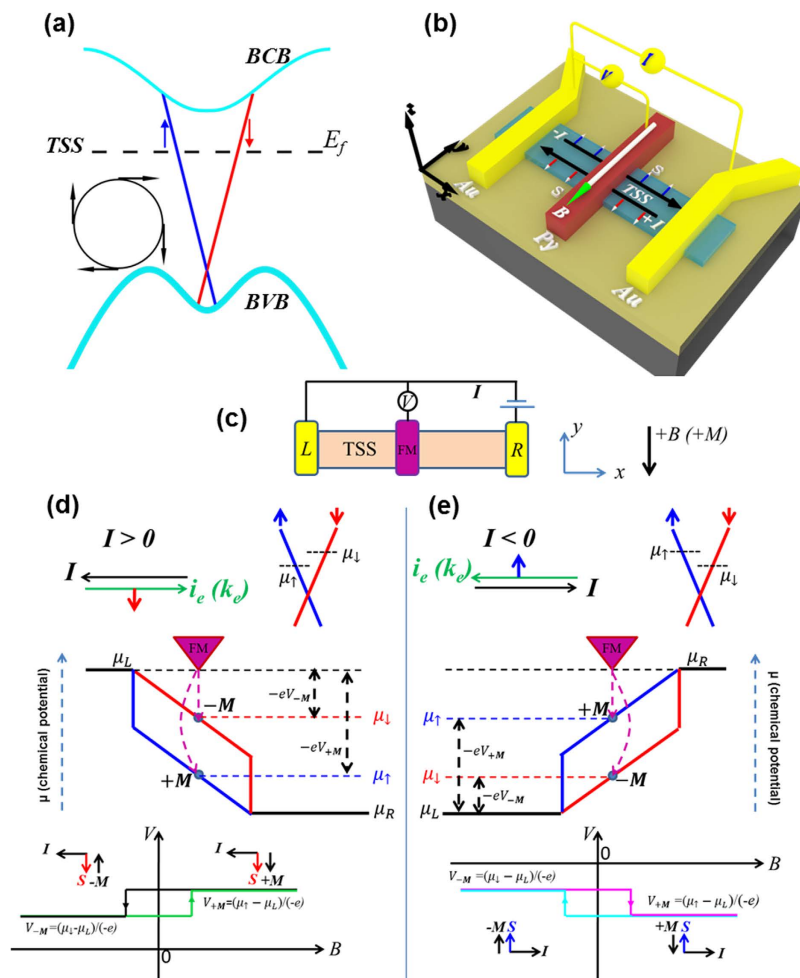 (a)
BCB
TSS
E_f
BVB
(b)
I
V
z
y
x
-I
S
S
TSS
+I
B
Au
Py
Au
(c)
I
V
L
TSS
FM
R
y
x
+B (+M)
(d)
I > 0
I
i_e (k_e)
μ↑
μ↓
FM
μ_L
-M
−eV_−M
μ↓
−eV_+M
+M
μ↑
μ_R
μ (chemical potential)
V
I
S -M
I
S +M
V_+M=(μ↑ − μ_L)/(-e)
V_−M=(μ↓-μ_L)/(-e)
0
B
(e)
I < 0
i_e (k_e)
I
μ↑
μ↓
FM
μ_R
+M
μ↑
−eV_+M
μ↓
−M
−eV_−M
μ_L
μ (chemical potential)
V
0
B
V_−M =(μ↓ − μ_L)/(-e)
V_+M =(μ↑ − μ_L)/(-e)
-M S
I
+M S
I